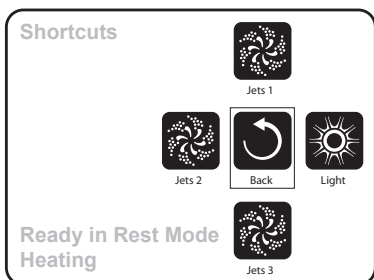 Shortcuts
Jets 1
Jets 2
Back
Light
Ready in Rest Mode
Heating
Jets 3